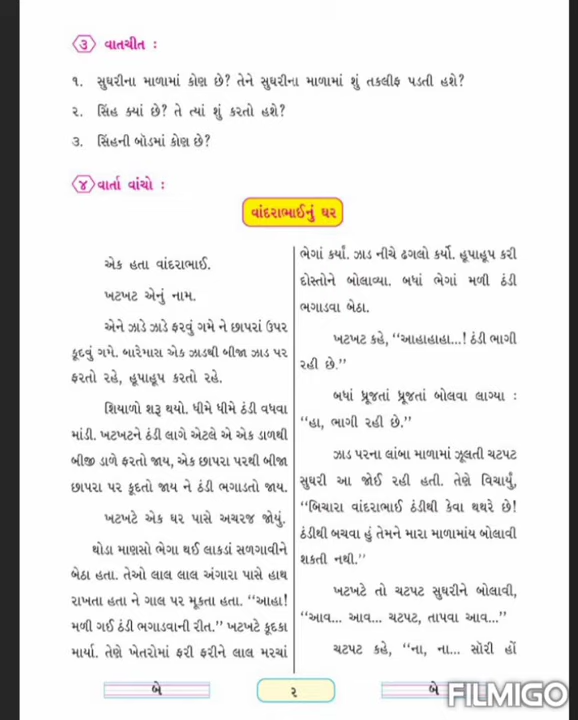 ૩ વાતચીત :
૧. સુઘરીના માળામાં કોણ છે? તેને સુઘરીના માળામાં શું તકલીફ પડતી હશે?
૨. સિંહ ક્યાં છે? તે ત્યાં શું કરતો હશે?
૩. સિંહની બૉડમાં કોણ છે?
૪ વાર્તા વાંચો :
વાંદરાભાઈનું ઘર
એક હતા વાંદરાભાઈ.
ખટખટ એનું નામ.
એને ઝાડે ઝાડે ફરવું ગમે ને છાપરાં ઉપર
કૂદવું ગમે. બારેમાસ એક ઝાડથી બીજા ઝાડ પર
ફરતો રહે, હૂપાહૂપ કરતો રહે.
શિયાળો શરૂ થયો. ધીમે ધીમે ઠંડી વધવા
માંડી. ખટખટને ઠંડી લાગે એટલે એ એક ડાળથી
બીજી ડાળે ફરતો જાય, એક છાપરા પરથી બીજા
છાપરા પર કૂદતો જાય ને ઠંડી ભગાડતો જાય.
ખટખટે એક ઘર પાસે અચરજ જોયું.
થોડા માણસો ભેગા થઈ લાકડાં સળગાવીને
બેઠા હતા. તેઓ લાલ લાલ અંગારા પાસે હાથ
રાખતા હતા ને ગાલ પર મૂકતા હતા. “આહા!
મળી ગઈ ઠંડી ભગાડવાની રીત.” ખટખટે કૂદકા
માર્યા. તેણે ખેતરોમાં ફરી ફરીને લાલ મરચાં
ભેગાં કર્યાં. ઝાડ નીચે ઢગલો કર્યો. હૂપાહૂપ કરી
દોસ્તોને બોલાવ્યા. બધાં ભેગાં મળી ઠંડી
ભગાડવા બેઠા.
ખટખટ કહે, “આહાહાહા...! ઠંડી ભાગી
રહી છે.”
બધાં ધ્રૂજતાં ધ્રૂજતાં બોલવા લાગ્યા :
“હા, ભાગી રહી છે.”
ઝાડ પરના લાંબા માળામાં ઝૂલતી ચટપટ
સુઘરી આ જોઈ રહી હતી. તેણે વિચાર્યું,
“બિચારા વાંદરાભાઈ ઠંડીથી કેવા થથરે છે!
ઠંડીથી બચવા હું તેમને મારા માળામાંય બોલાવી
શકતી નથી.”
ખટખટે તો ચટપટ સુઘરીને બોલાવી,
“આવ... આવ... ચટપટ, તાપવા આવ...”
ચટપટ કહે, “ના, ના... સૉરી હોં
બે
૨
બે
FILMIGO